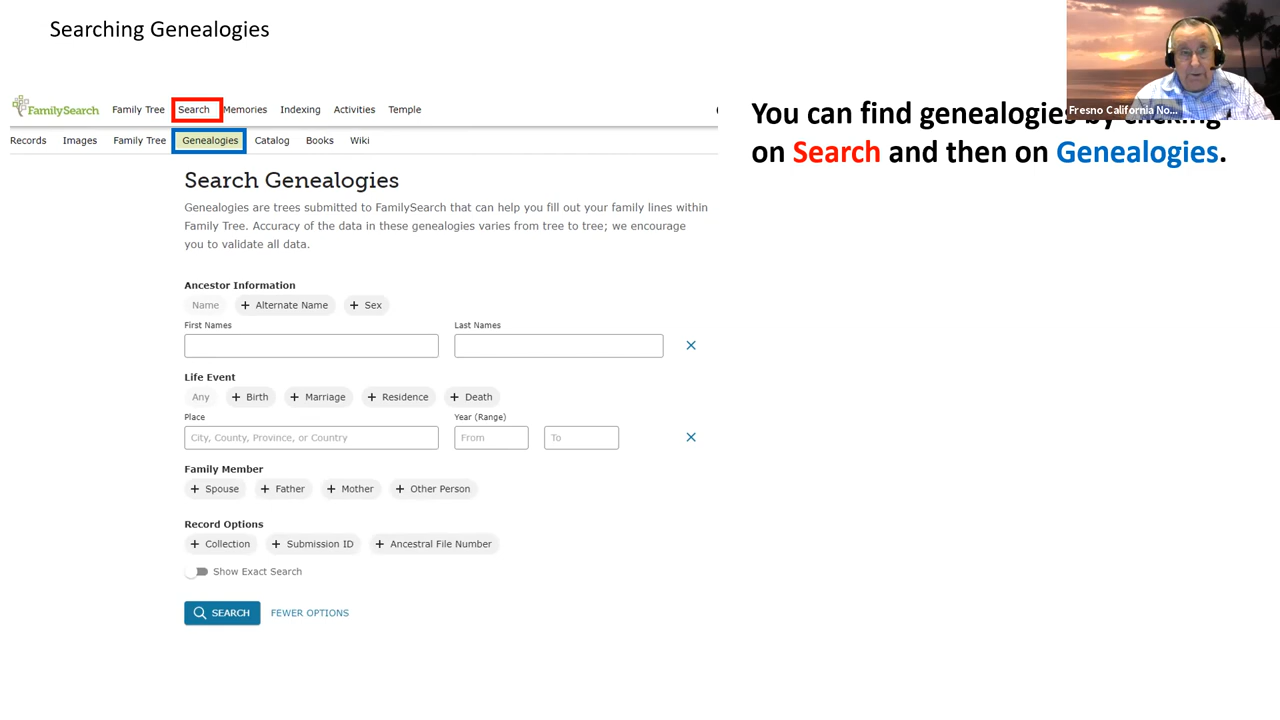 Searching Genealogies
FamilySearch Family Tree Search Memories Indexing Activities Temple
Records Images Family Tree Genealogies Catalog Books Wiki
Search Genealogies
Genealogies are trees submitted to FamilySearch that can help you fill out your family lines within
Family Tree. Accuracy of the data in these genealogies varies from tree to tree; we encourage
you to validate all data.
Ancestor Information
Name + Alternate Name + Sex
First Names Last Names
Life Event
Any + Birth + Marriage + Residence + Death
Place Year (Range)
City, County, Province, or Country From To
Family Member
+ Spouse + Father + Mother + Other Person
Record Options
+ Collection + Submission ID + Ancestral File Number
Show Exact Search
SEARCH FEWER OPTIONS
Fresno California No...
You can find genealogies by clicking
on Search and then on Genealogies.